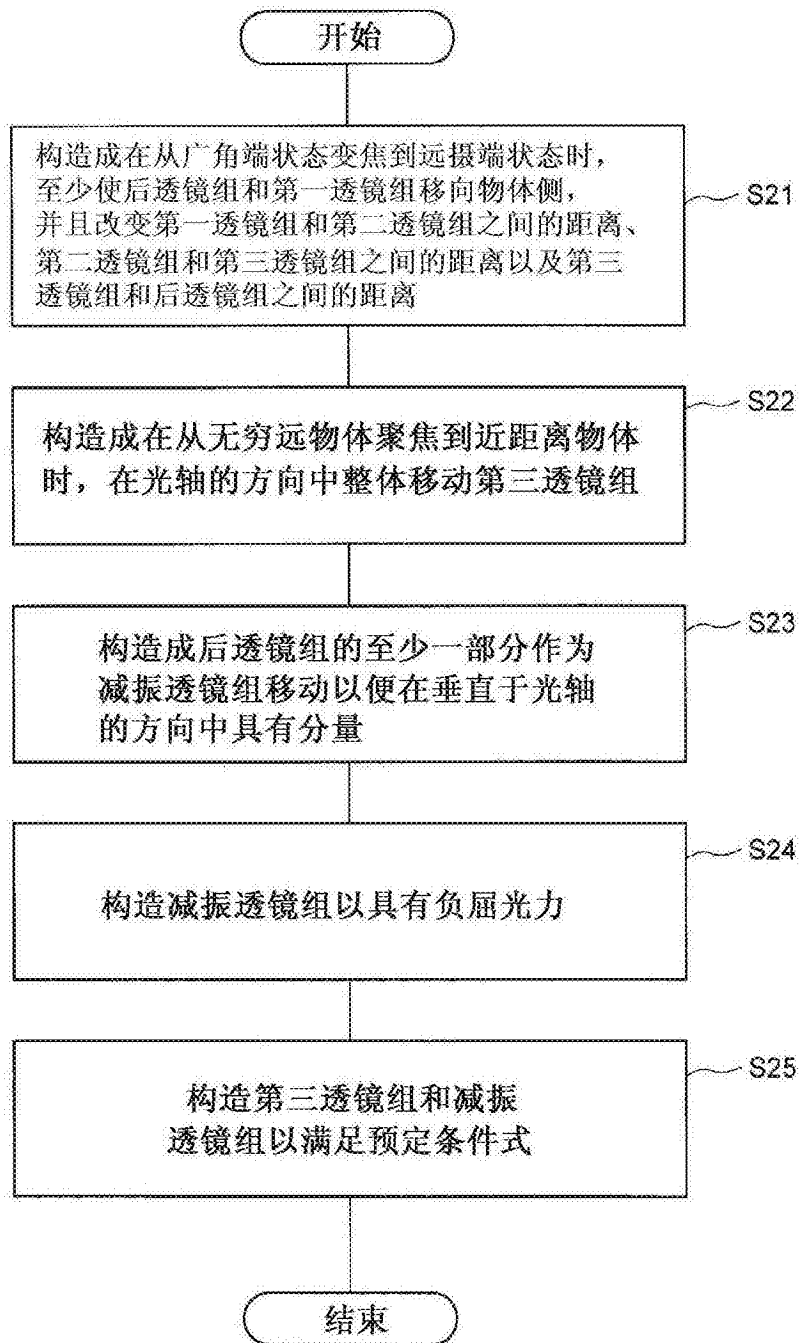 开始
构造成在从广角端状态变焦到远摄端状态时，
至少使后透镜组和第一透镜组移向物体侧，
并且改变第一透镜组和第二透镜组之间的距离、
第二透镜组和第三透镜组之间的距离以及第三
透镜组和后透镜组之间的距离
S21
构造成在从无穷远物体聚焦到近距离物体
时，在光轴的方向中整体移动第三透镜组
S22
构造成后透镜组的至少一部分作为
减振透镜组移动以便在垂直于光轴
的方向中具有分量
S23
构造减振透镜组以具有负屈光力
S24
构造第三透镜组和减振
透镜组以满足预定条件式
S25
结束